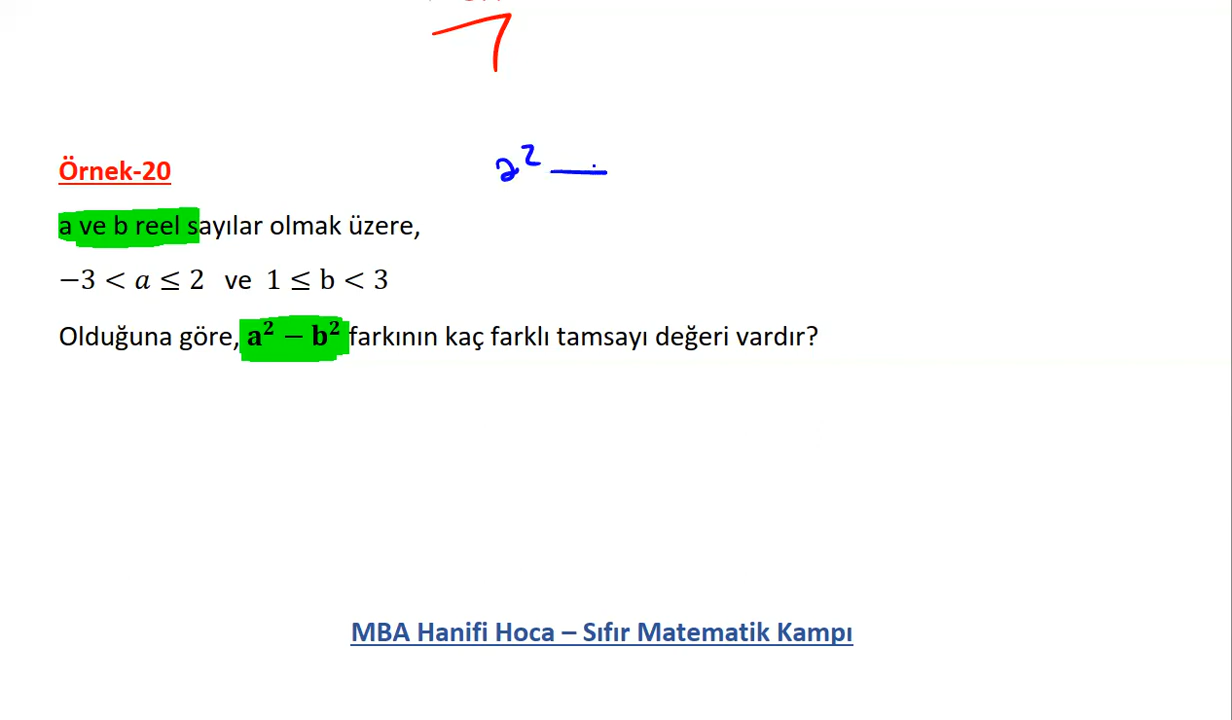 a² —
Örnek-20
a ve b reel sayılar olmak üzere,
−3 < a ≤ 2 ve 1 ≤ b < 3
Olduğuna göre, a² − b² farkının kaç farklı tamsayı değeri vardır?
MBA Hanifi Hoca – Sıfır Matematik Kampı